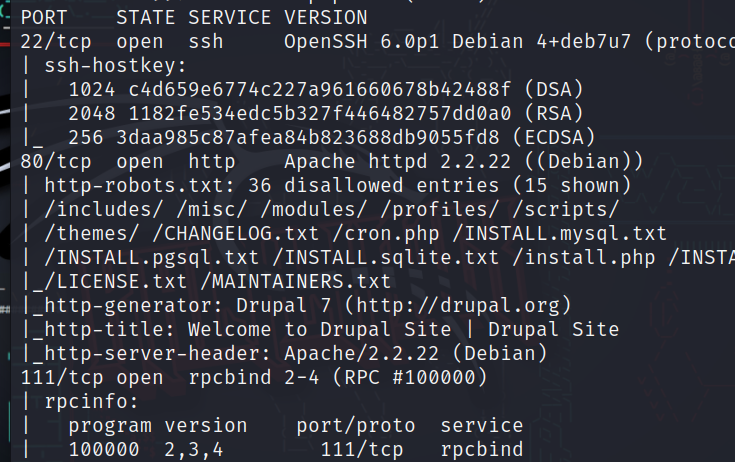 PORT STATE SERVICE VERSION
22/tcp open ssh OpenSSH 6.0p1 Debian 4+deb7u7
| ssh-hostkey:
| 1024 c4d659e6774c227a961660678b42488f (DSA)
| 2048 1182fe534edc5b327f446482757dd0a0 (RSA)
|_ 256 3daa985c87afea84b823688db9055fd8 (ECDSA)
80/tcp open http Apache httpd 2.2.22 ((Debian))
| http-robots.txt: 36 disallowed entries (15 shown)
| /includes/ /misc/ /modules/ /profiles/ /scripts/
| /themes/ /CHANGELOG.txt /cron.php /INSTALL.mysql.txt
| /INSTALL.pgsql.txt /INSTALL.sqlite.txt /install.php /INSTA
|_/LICENSE.txt /MAINTAINERS.txt
|_http-generator: Drupal 7 (http://drupal.org)
|_http-title: Welcome to Drupal Site | Drupal Site
|_http-server-header: Apache/2.2.22 (Debian)
111/tcp open rpcbind 2-4 (RPC #100000)
| rpcinfo:
| program version port/proto service
| 100000 2,3,4 111/tcp rpcbind